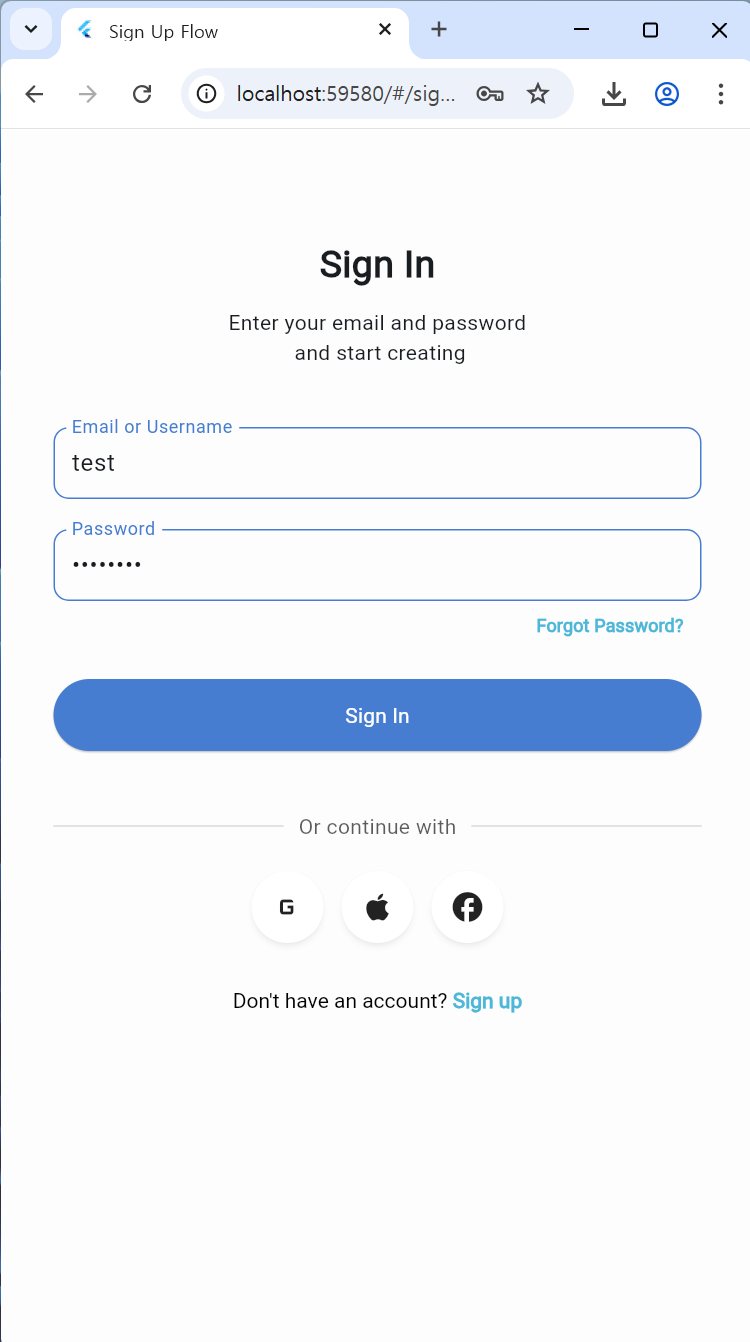 Sign Up Flow
localhost:59580/#/sig...
Sign In
Enter your email and password
and start creating
Email or Username
test
Password
••••••••
Forgot Password?
Sign In
Or continue with
G
Don't have an account? Sign up